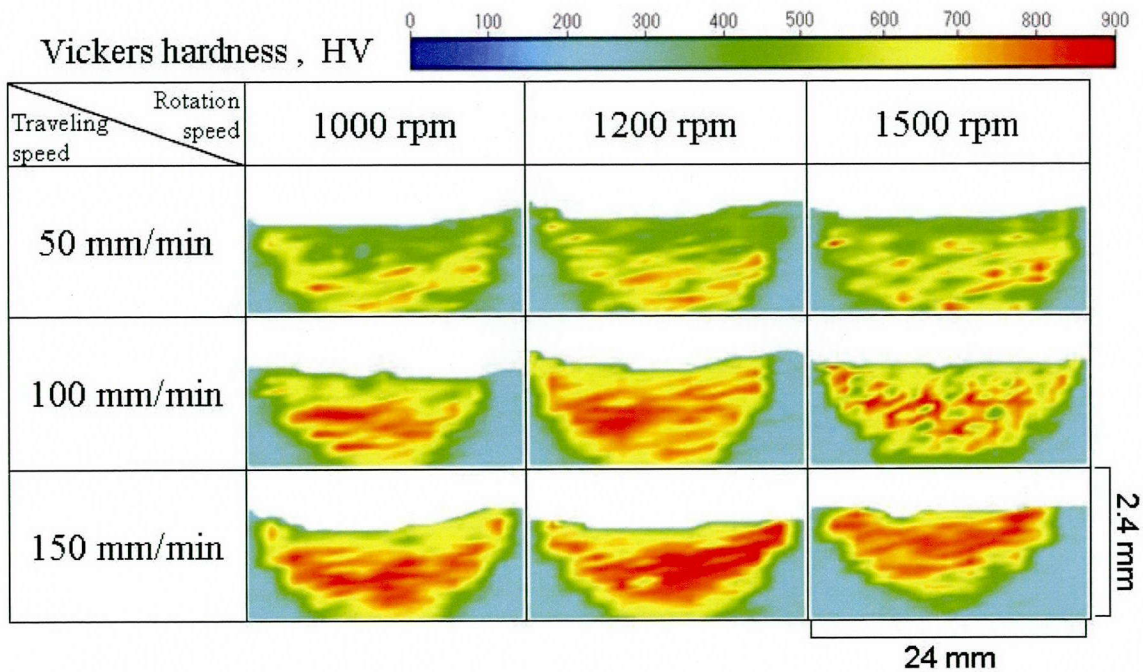 0 100 200 300 400 500 600 700 800 900
Vickers hardness , HV
Rotation speed
Traveling speed
1000 rpm
1200 rpm
1500 rpm
50 mm/min
100 mm/min
150 mm/min
2.4 mm
24 mm